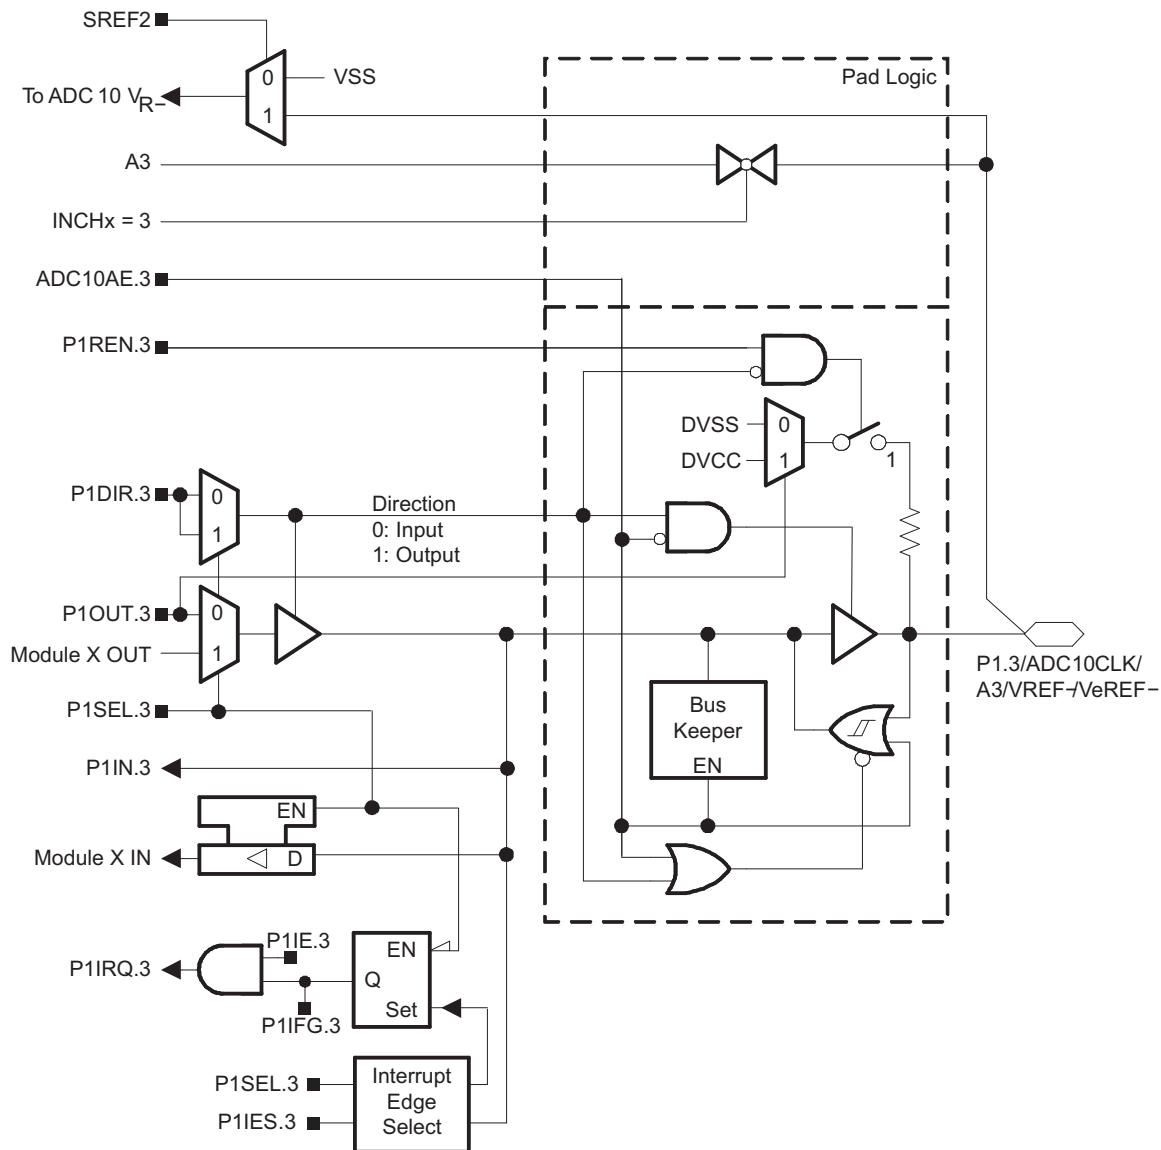 SREF2
0
VSS
To ADC 10 VR−
1
Pad Logic
A3
INCHx = 3
ADC10AE.3
P1REN.3
DVSS
0
DVCC
1
1
P1DIR.3
0
1
Direction
0: Input
1: Output
P1OUT.3
0
Module X OUT
1
P1.3/ADC10CLK/
A3/VREF−/VeREF−
P1SEL.3
Bus
Keeper
EN
P1IN.3
EN
Module X IN
D
P1IE.3
P1IRQ.3
EN
Q
Set
P1IFG.3
P1SEL.3
P1IES.3
Interrupt
Edge
Select